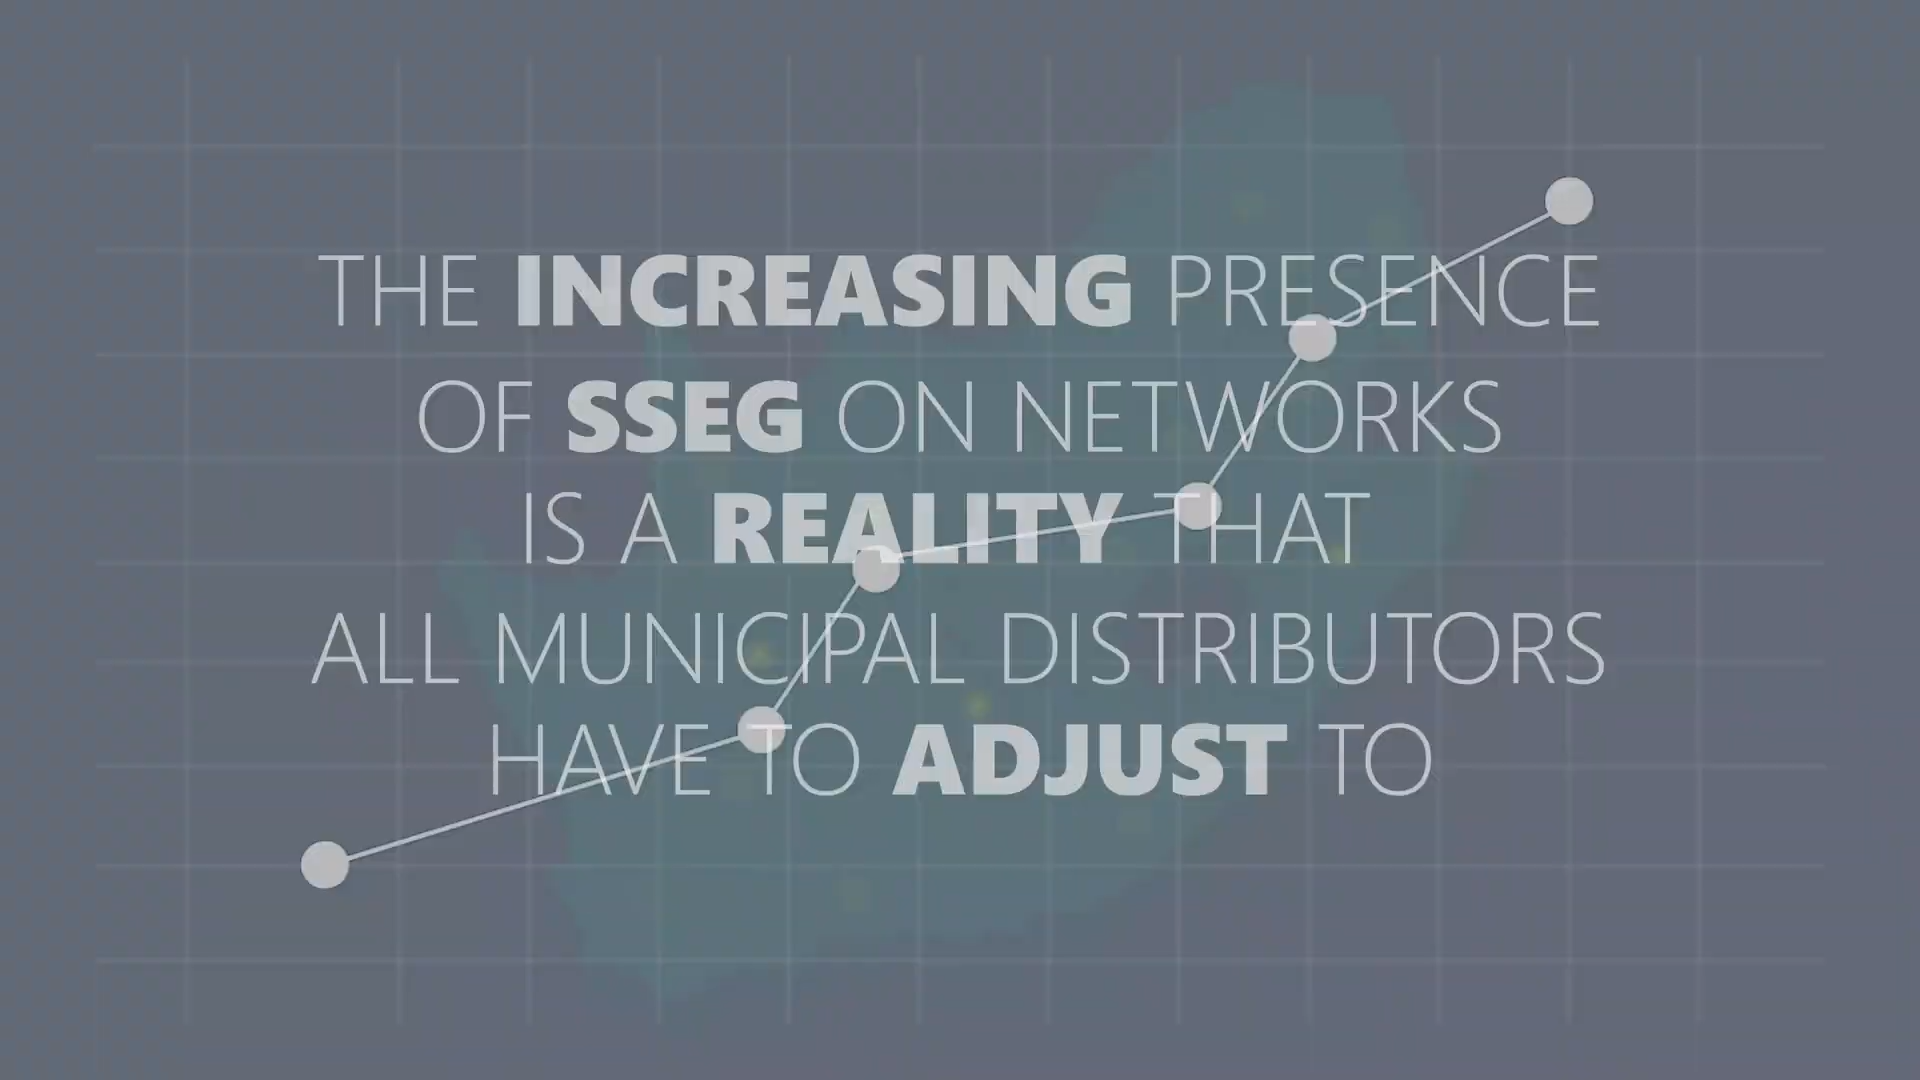 THE INCREASING PRESENCE
OF SSEG ON NETWORKS
IS A REALITY THAT
ALL MUNICIPAL DISTRIBUTORS
HAVE TO ADJUST TO